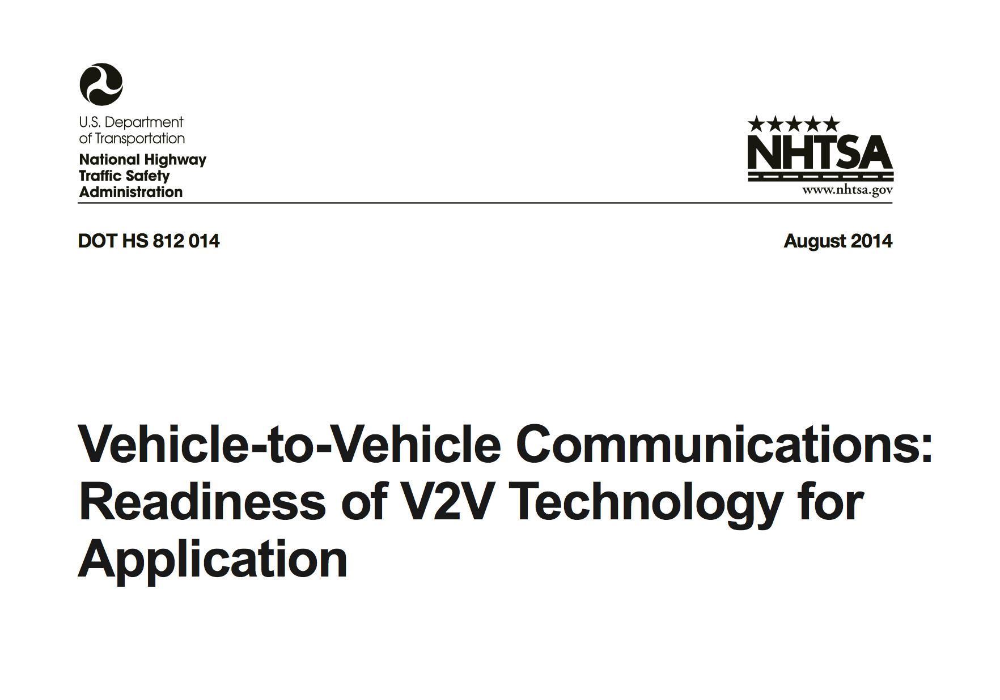 U.S. Department
of Transportation
National Highway
Traffic Safety
Administration
NHTSA
www.nhtsa.gov
DOT HS 812 014
August 2014
Vehicle-to-Vehicle Communications:
Readiness of V2V Technology for
Application